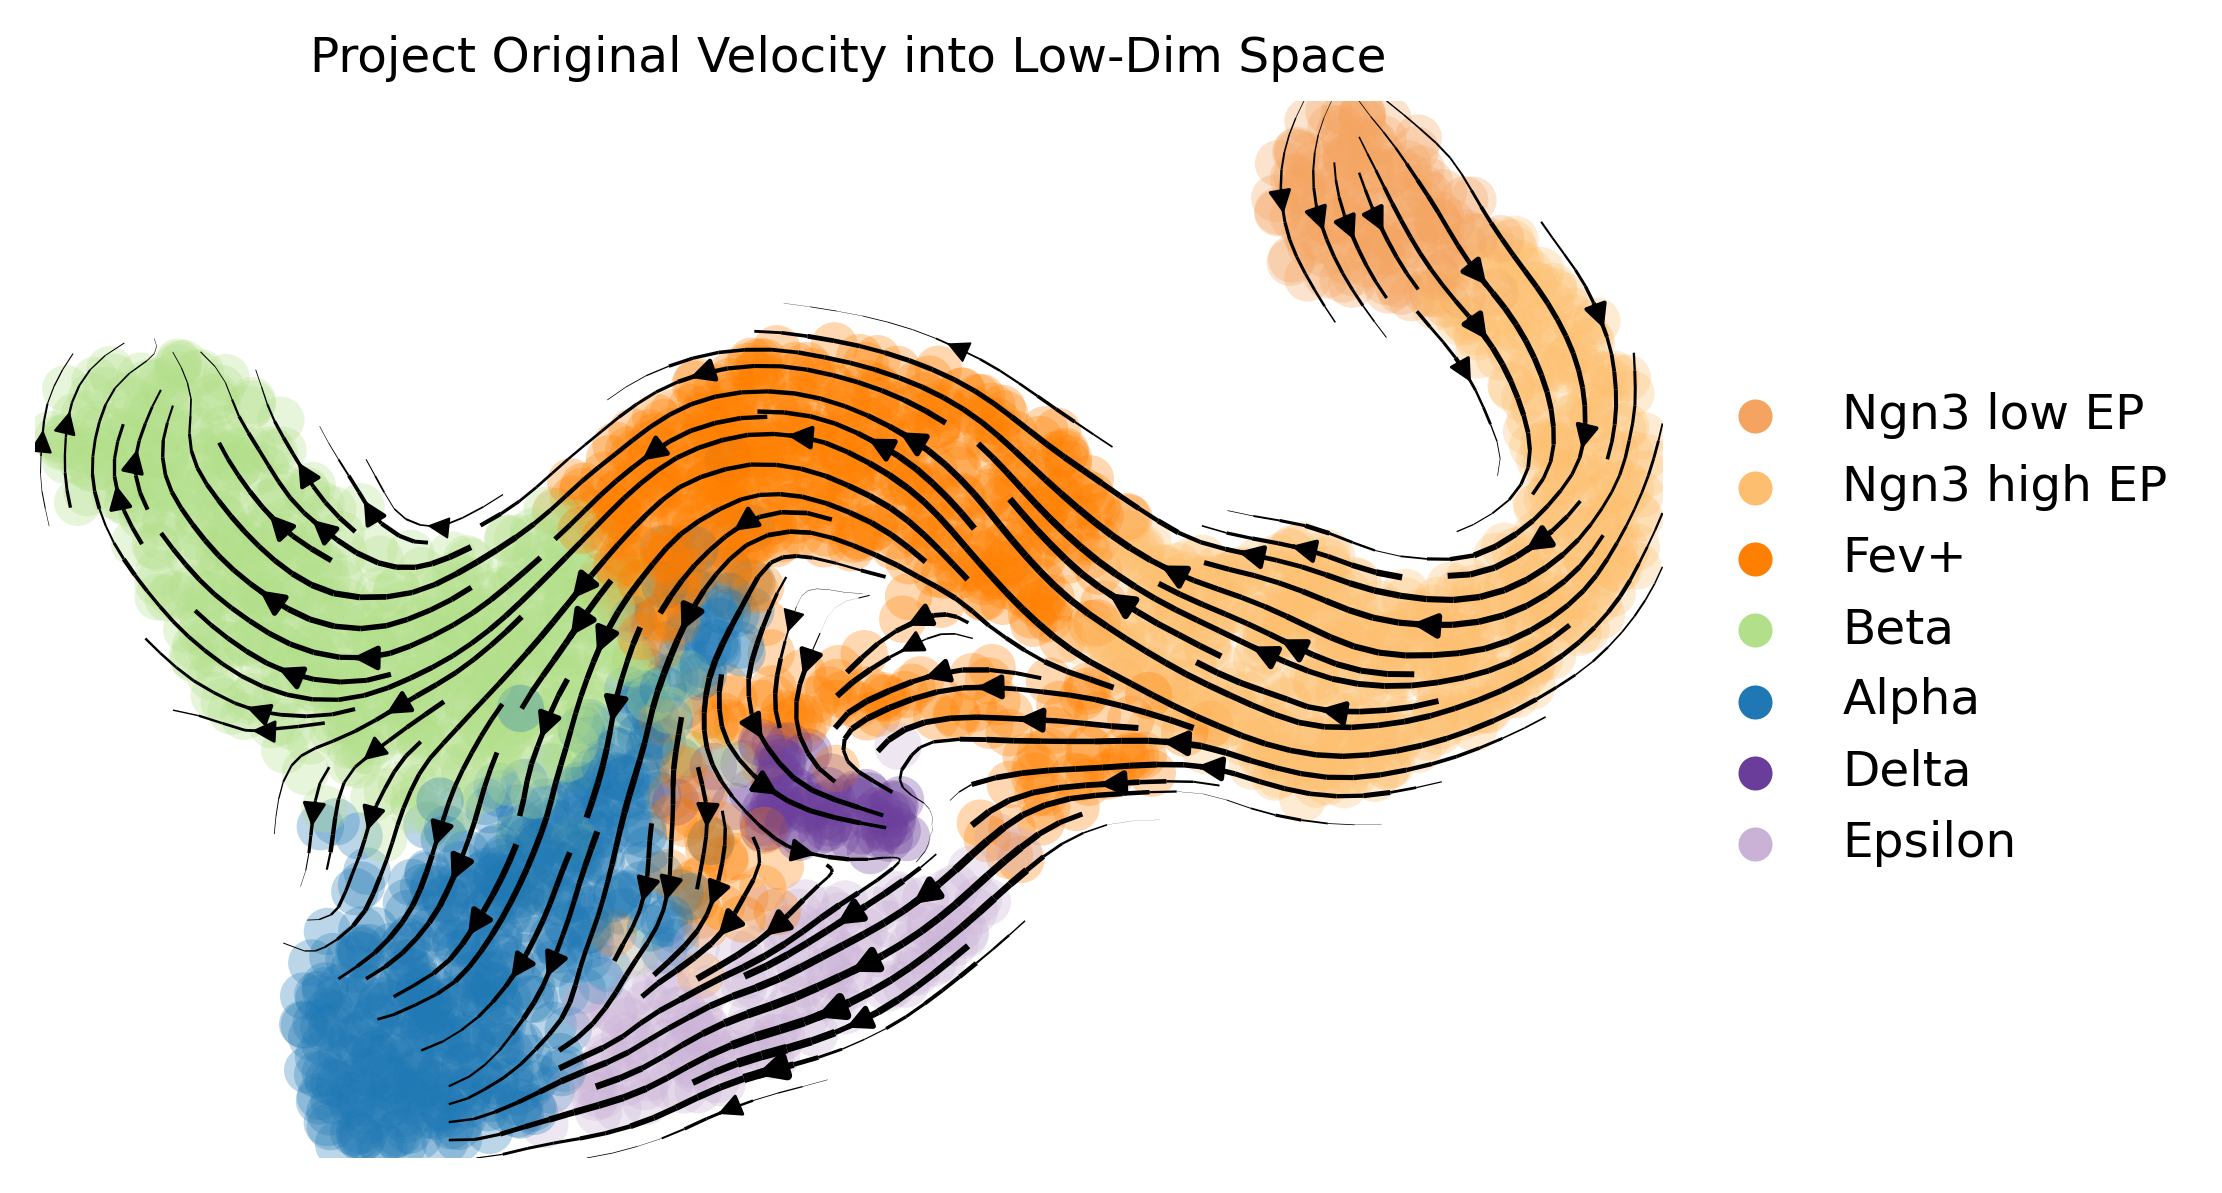 Project Original Velocity into Low-Dim Space
Ngn3 low EP
Ngn3 high EP
Fev+
Beta
Alpha
Delta
Epsilon